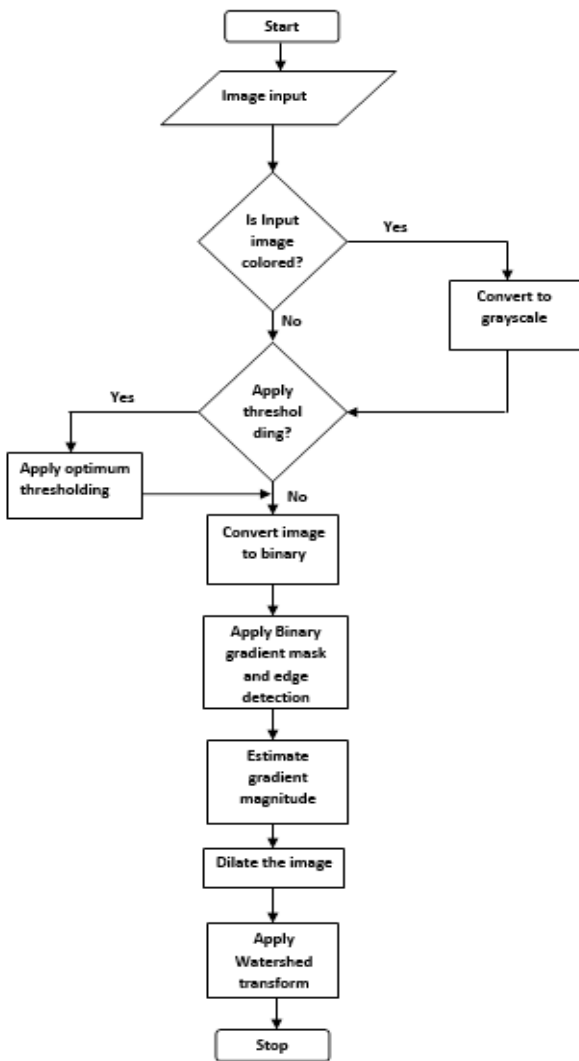 Start
Image input
Is Input
image
colored?
Yes
Convert to
grayscale
No
Apply
threshol
ding?
Yes
Apply optimum
thresholding
No
Convert image
to binary
Apply Binary
gradient mask
and edge
detection
Estimate
gradient
magnitude
Dilate the image
Apply
Watershed
transform
Stop